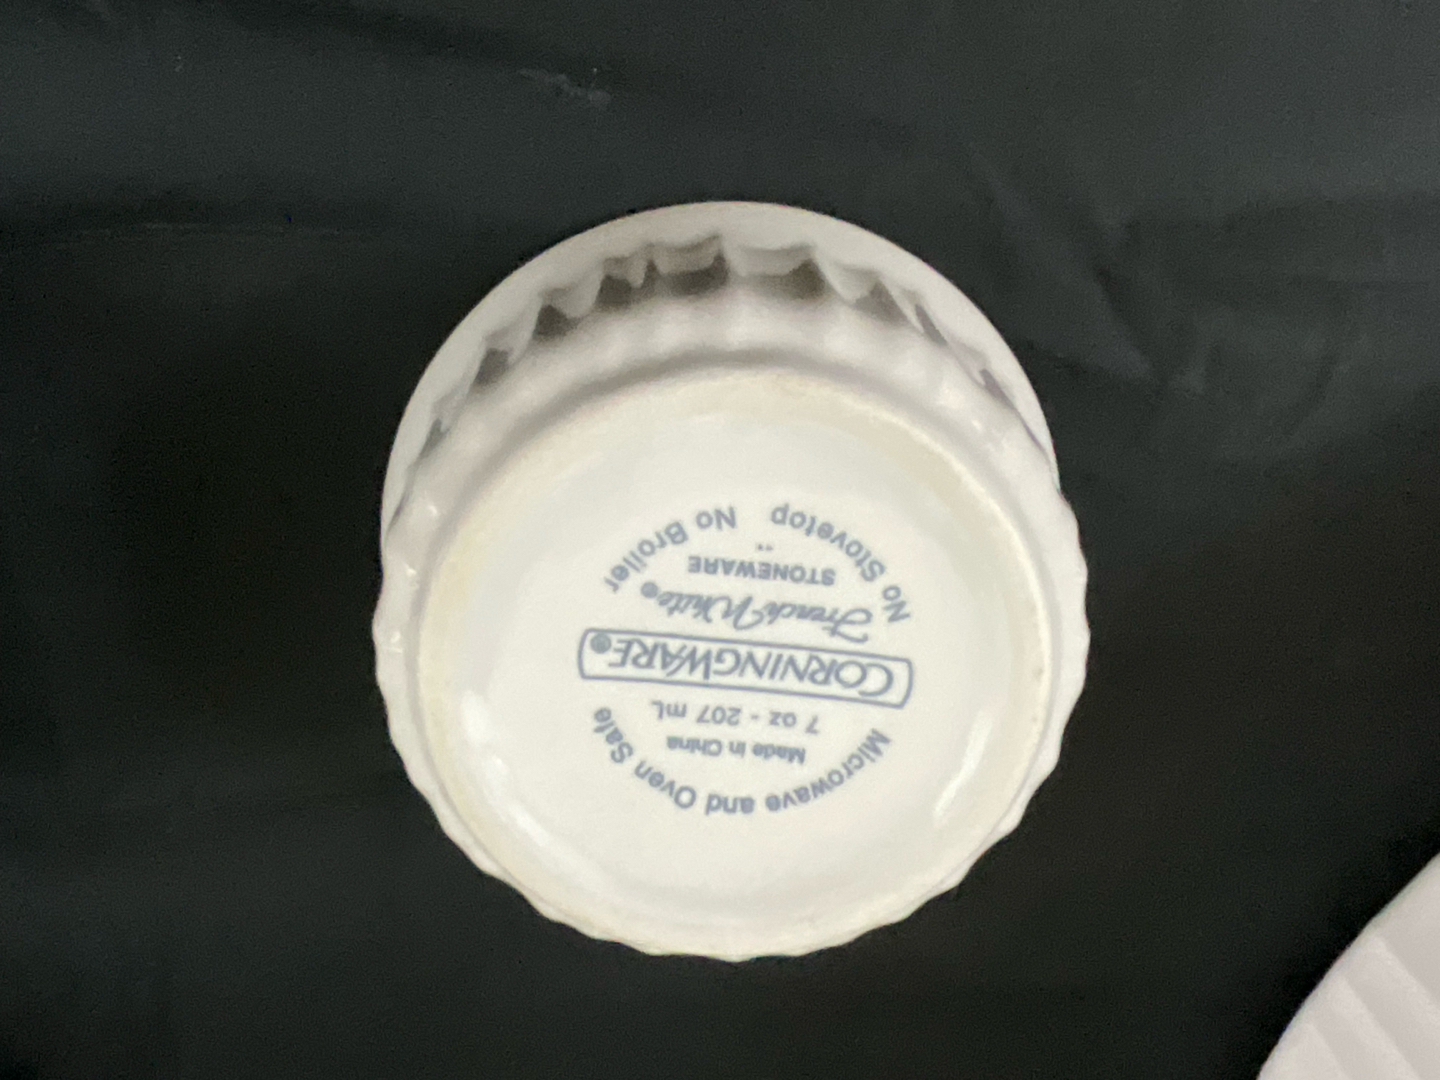 No Stovetop No Broiler
STONEWARE
French White®
CORNINGWARE®
7 oz - 207 mL
Made in China
Microwave and Oven Safe